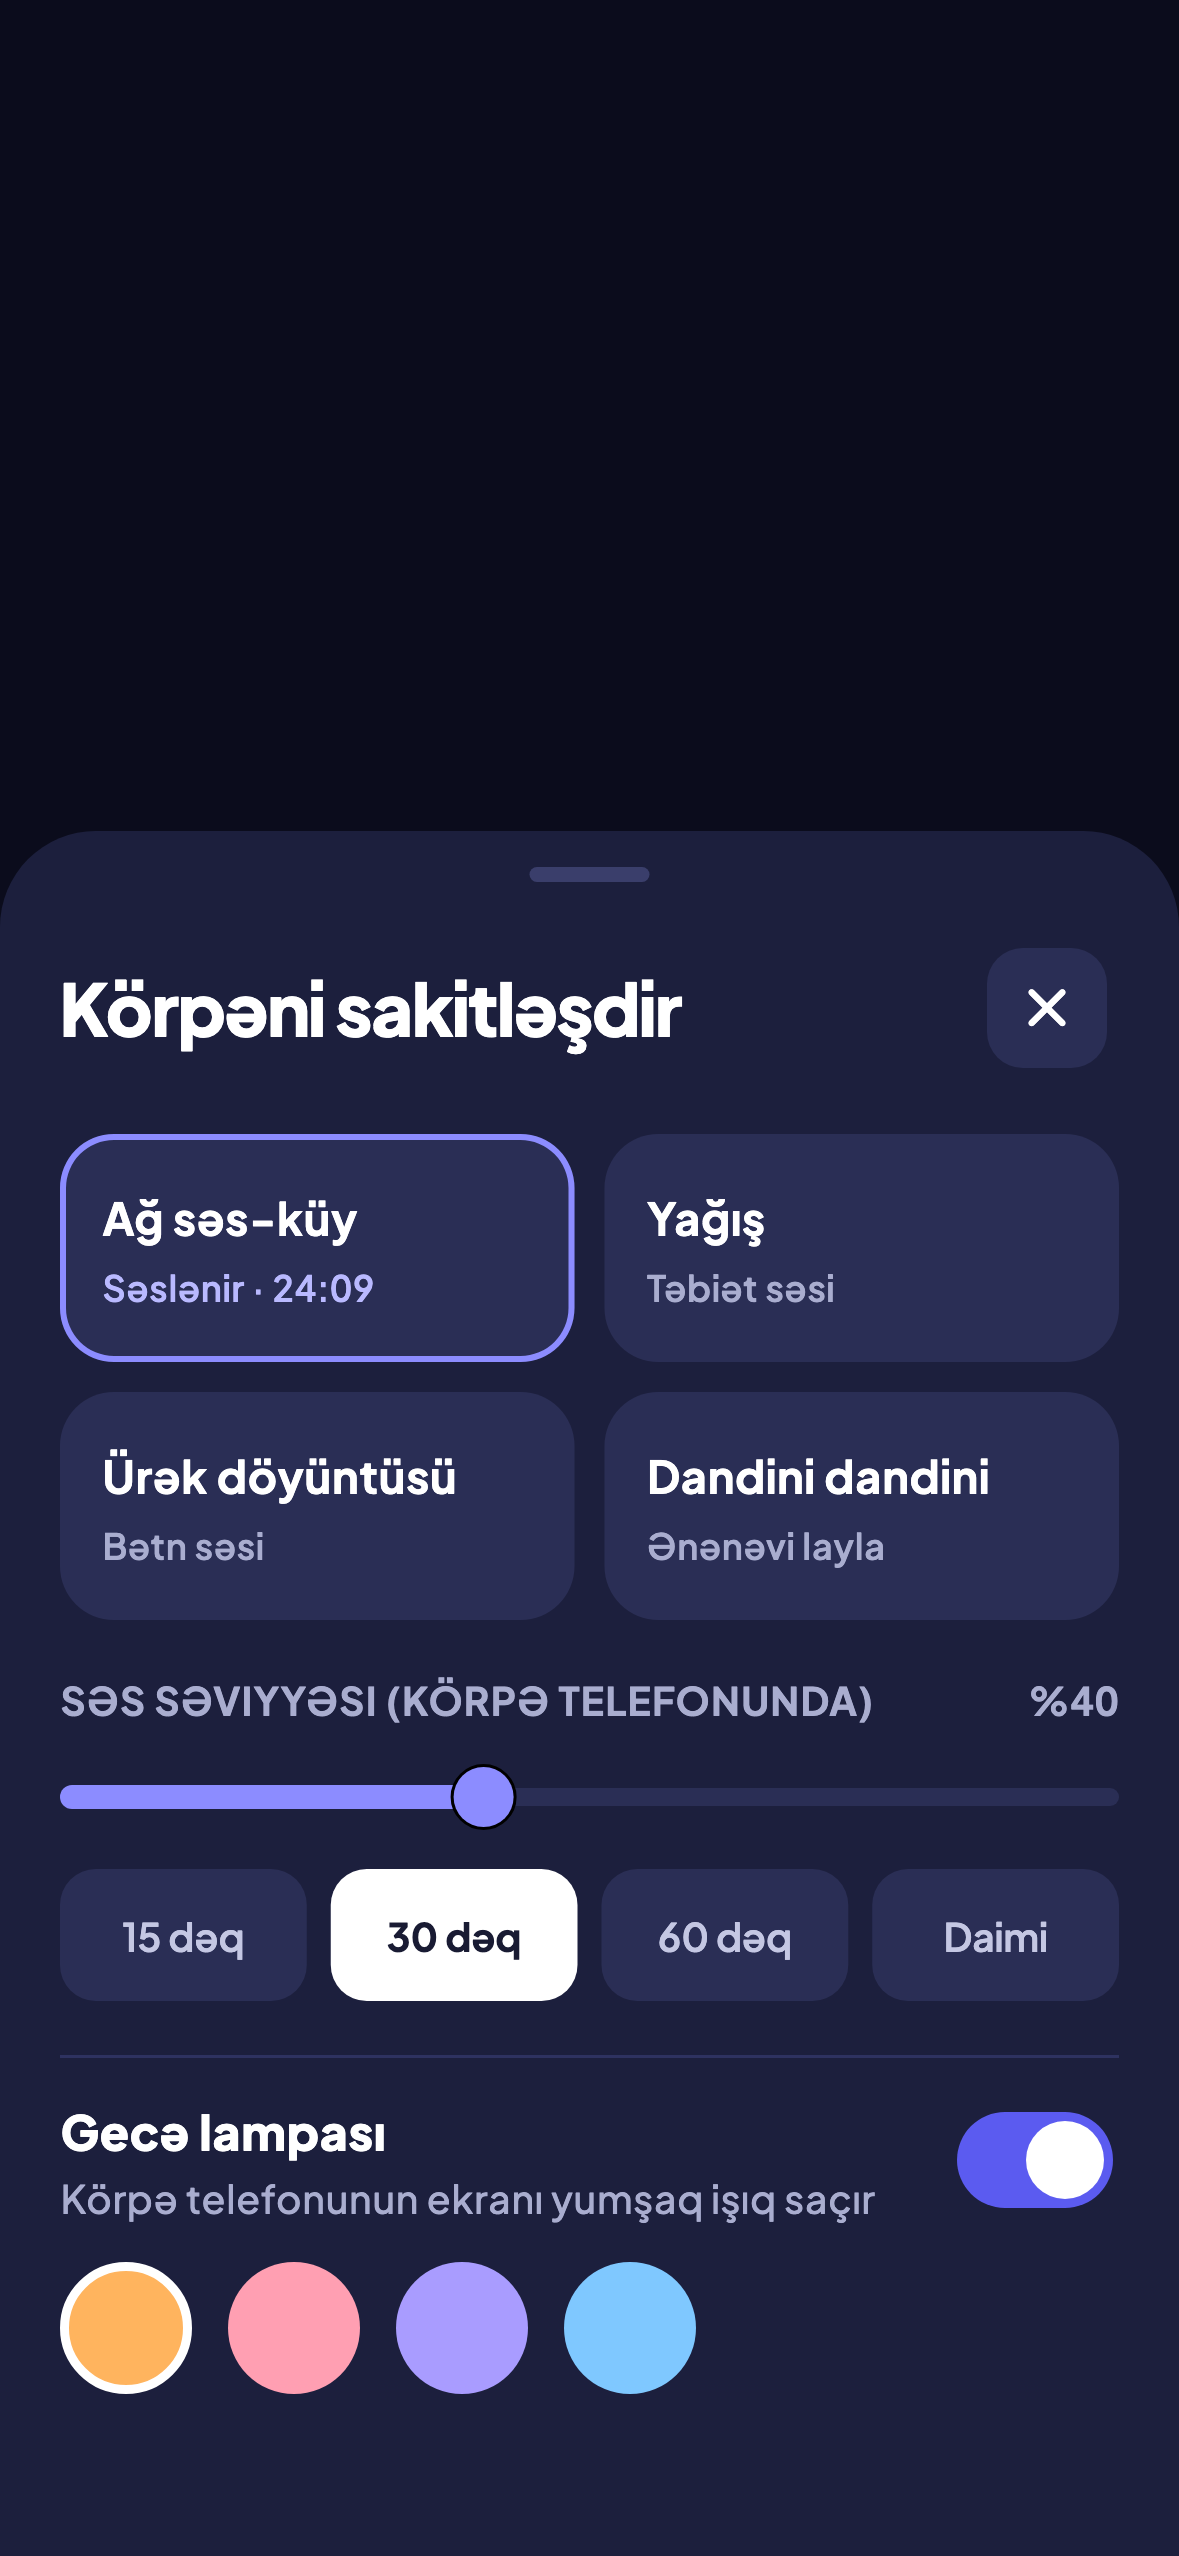 Körpəni sakitləşdir
Ağ səs-küy
Səslənir · 24:09
Yağış
Təbiət səsi
Ürək döyüntüsü
Bətn səsi
Dandini dandini
Ənənəvi layla
SƏS SƏVIYYƏSI (KÖRPƏ TELEFONUNDA)
%40
15 dəq
30 dəq
60 dəq
Daimi
Gecə lampası
Körpə telefonunun ekranı yumşaq işıq saçır